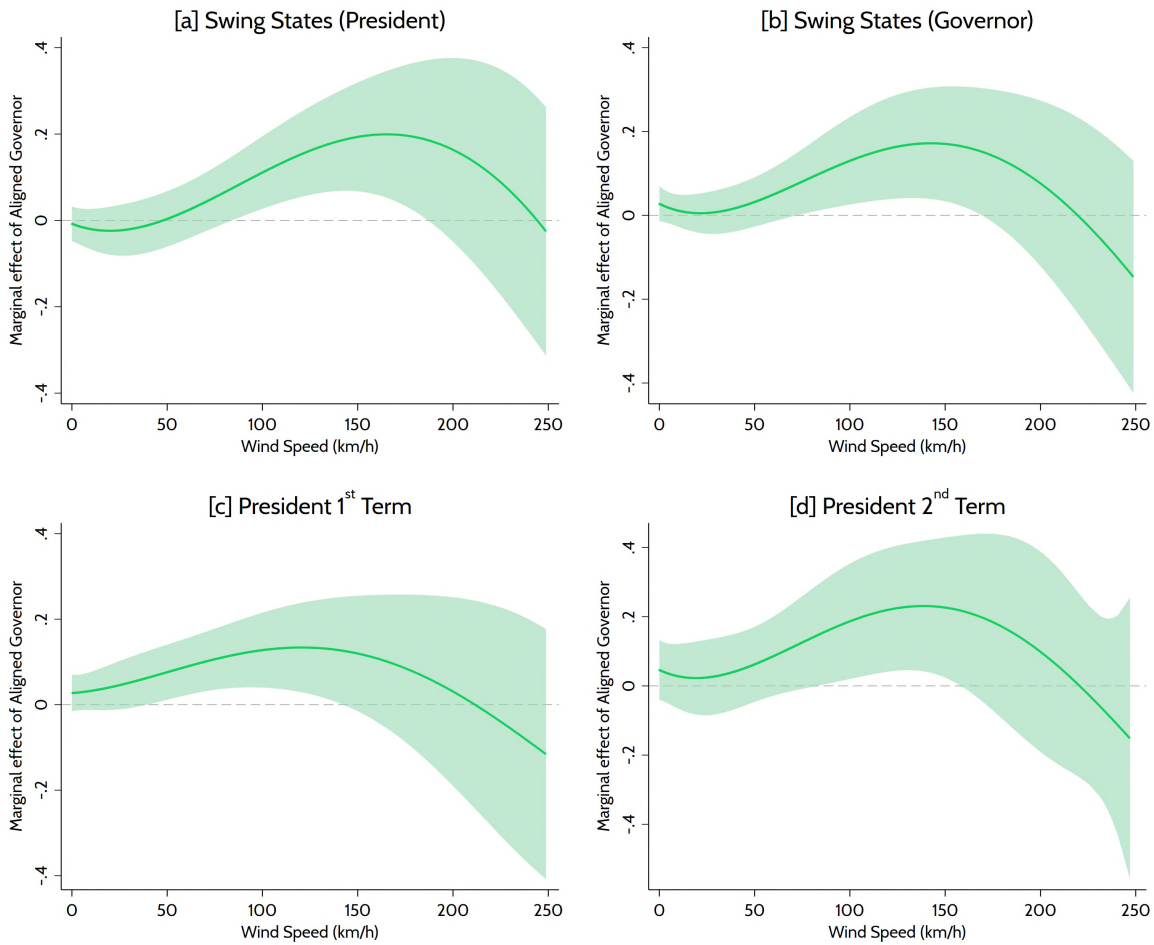 [a] Swing States (President)
Marginal effect of Aligned Governor
.4
.2
0
-.2
-.4
0 50 100 150 200 250
Wind Speed (km/h)
[b] Swing States (Governor)
Marginal effect of Aligned Governor
.4
.2
0
-.2
-.4
0 50 100 150 200 250
Wind Speed (km/h)
[c] President 1st Term
Marginal effect of Aligned Governor
.4
.2
0
-.2
-.4
0 50 100 150 200 250
Wind Speed (km/h)
[d] President 2nd Term
Marginal effect of Aligned Governor
.4
.2
0
-.2
-.4
0 50 100 150 200 250
Wind Speed (km/h)